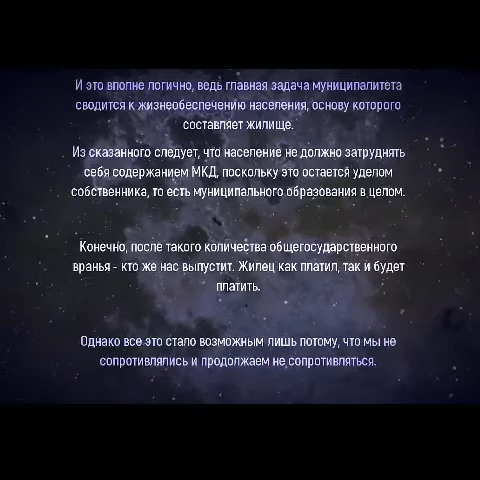 И это вполне логично, ведь главная задача муниципалитета
сводится к жизнеобеспечению населения, основу которого
составляет жилище.
Из сказанного следует, что население не должно затруднять
себя содержанием МКД, поскольку это остается уделом
собственника, то есть муниципального образования в целом.
Конечно, после такого количества общегосударственного
вранья - кто же нас выпустит. Жилец как платил, так и будет
платить.
Однако все это стало возможным лишь потому, что мы не
сопротивлялись и продолжаем не сопротивляться.